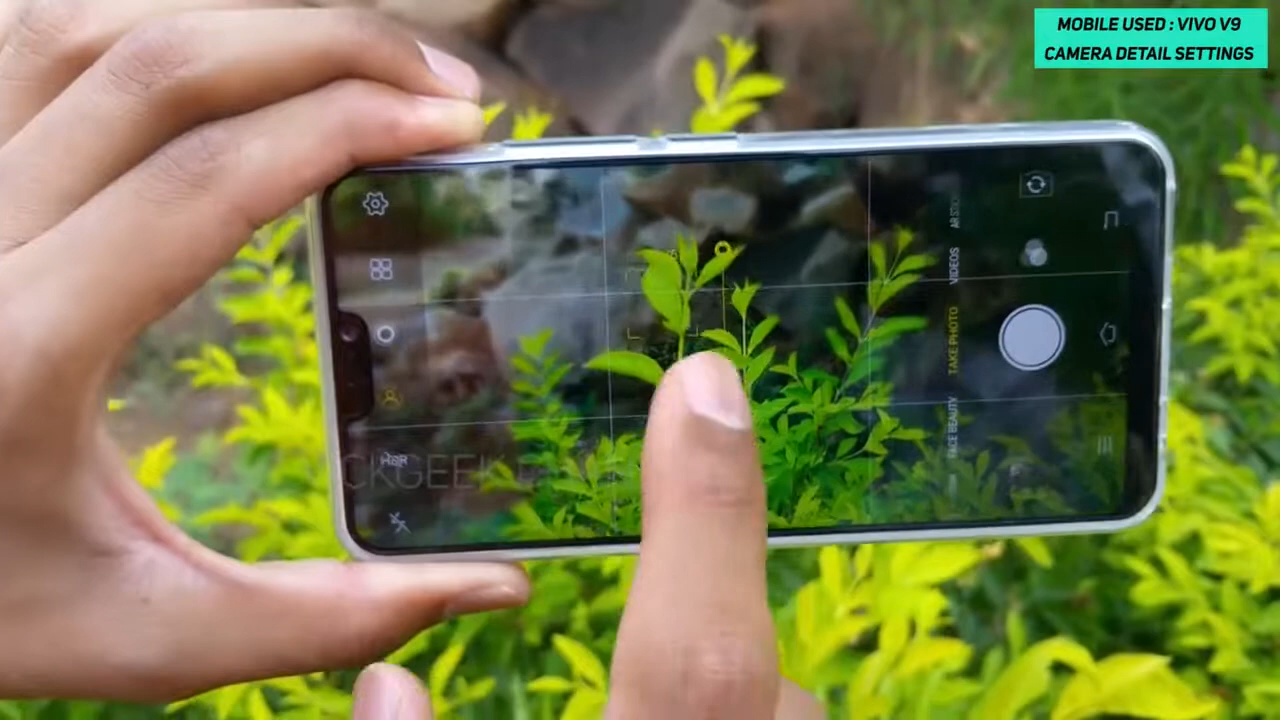 MOBILE USED : VIVO V9
CAMERA DETAIL SETTINGS
VIDEOS
TAKE PHOTO
FACE BEAUTY
HDR